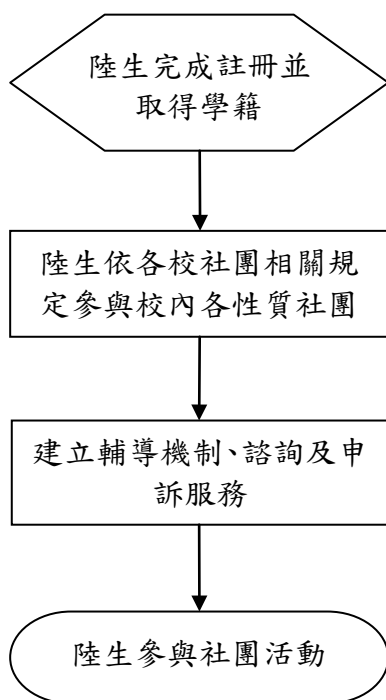 陸生完成註冊並
取得學籍
陸生依各校社團相關規
定參與校內各性質社團
建立輔導機制、諮詢及申
訴服務
陸生參與社團活動